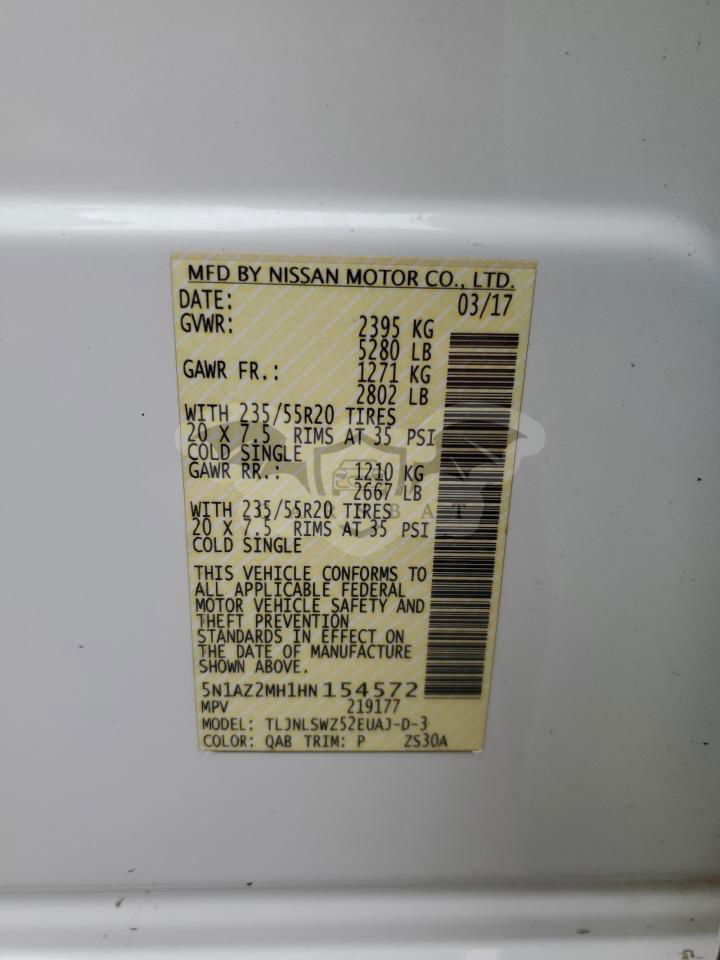 MFD BY NISSAN MOTOR CO., LTD.
DATE: 03/17
GVWR: 2395 KG
5280 LB
GAWR FR.: 1271 KG
2802 LB
WITH 235/55R20 TIRES
20 X 7.5 RIMS AT 35 PSI
COLD SINGLE
GAWR RR.: 1210 KG
2667 LB
WITH 235/55R20 TIRES
20 X 7.5 RIMS AT 35 PSI
COLD SINGLE
THIS VEHICLE CONFORMS TO
ALL APPLICABLE FEDERAL
MOTOR VEHICLE SAFETY AND
THEFT PREVENTION
STANDARDS IN EFFECT ON
THE DATE OF MANUFACTURE
SHOWN ABOVE.
5N1AZ2MH1HN154572
MPV 219177
MODEL: TLJNLSWZ52EUAJ-D-3
COLOR: QAB TRIM: P ZS30A